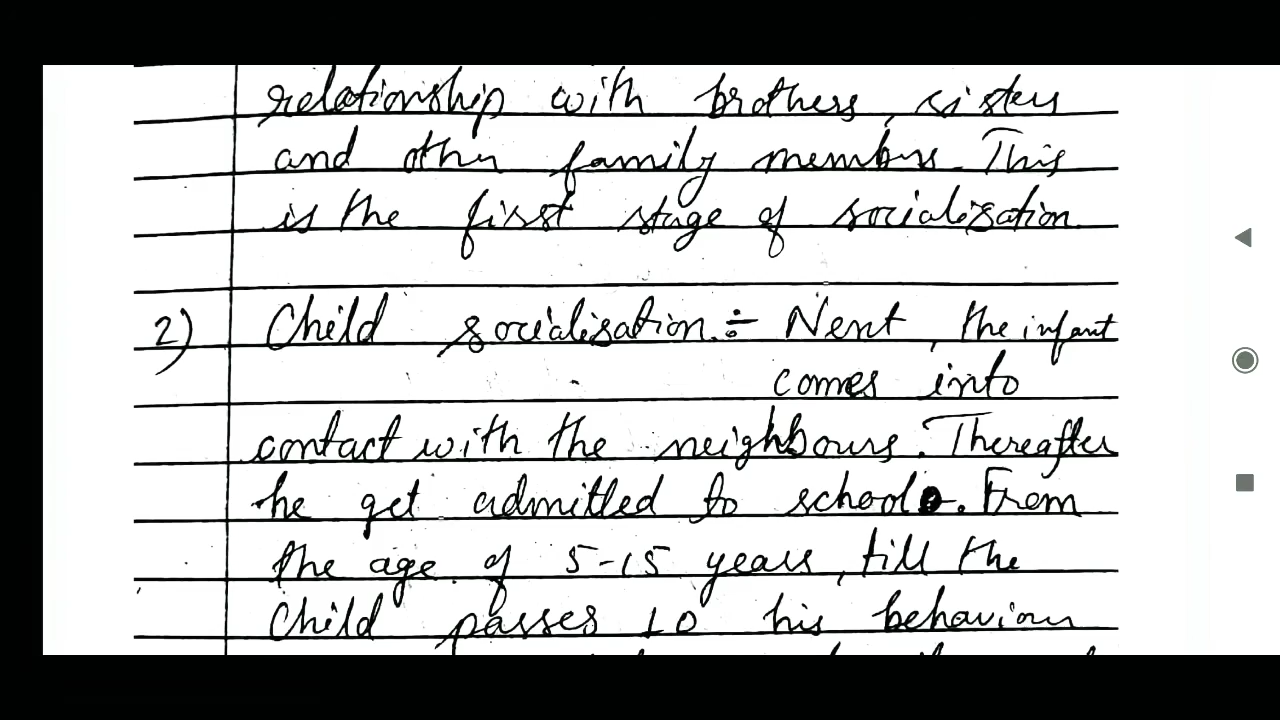 relationship with brothers, sisters
and other family members. This
is the first stage of socialisation.
2) Child socialisation :- Next, the infant
comes into
contact with the neighbours. Thereafter
he get admitted to school. From
the age of 5-15 years, till the
Child passes to his behaviour